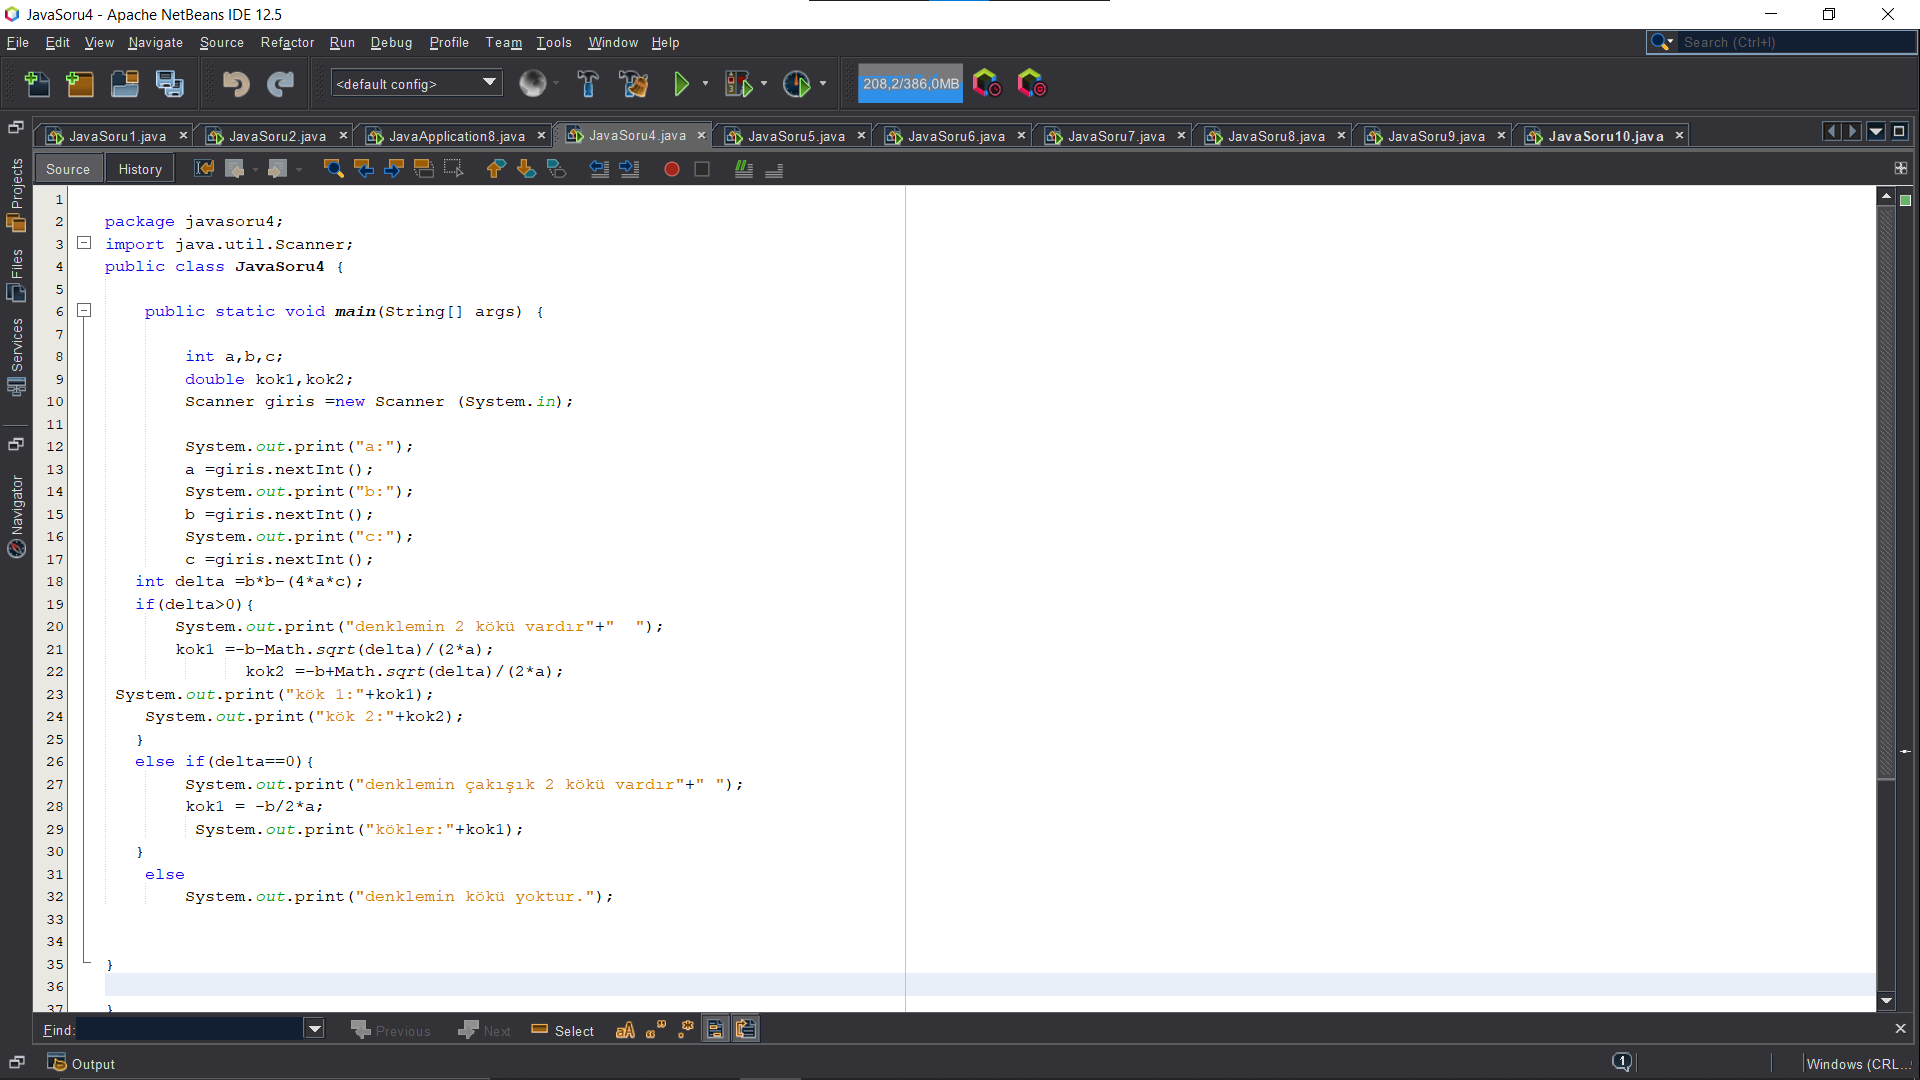 JavaSoru4 - Apache NetBeans IDE 12.5
File Edit View Navigate Source Refactor Run Debug Profile Team Tools Window Help
Search (Ctrl+I)
<default config>
208,2/386,0MB
JavaSoru1.java JavaSoru2.java JavaApplication8.java JavaSoru4.java JavaSoru5.java JavaSoru6.java JavaSoru7.java JavaSoru8.java JavaSoru9.java JavaSoru10.java
Source History
Projects
Files
Services
Navigator
1
2 package javasoru4;
3 import java.util.Scanner;
4 public class JavaSoru4 {
5
6 public static void main(String[] args) {
7
8 int a,b,c;
9 double kok1,kok2;
10 Scanner giris =new Scanner (System.in);
11
12 System.out.print("a:");
13 a =giris.nextInt();
14 System.out.print("b:");
15 b =giris.nextInt();
16 System.out.print("c:");
17 c =giris.nextInt();
18 int delta =b*b-(4*a*c);
19 if(delta>0){
20 System.out.print("denklemin 2 kökü vardır"+"  ");
21 kok1 =-b-Math.sqrt(delta)/(2*a);
22 kok2 =-b+Math.sqrt(delta)/(2*a);
23 System.out.print("kök 1:"+kok1);
24 System.out.print("kök 2:"+kok2);
25 }
26 else if(delta==0){
27 System.out.print("denklemin çakışık 2 kökü vardır"+" ");
28 kok1 = -b/2*a;
29 System.out.print("kökler:"+kok1);
30 }
31 else
32 System.out.print("denklemin kökü yoktur.");
33
34
35 }
36
37 }
Find: Previous Next Select
Output
1
Windows (CRL...